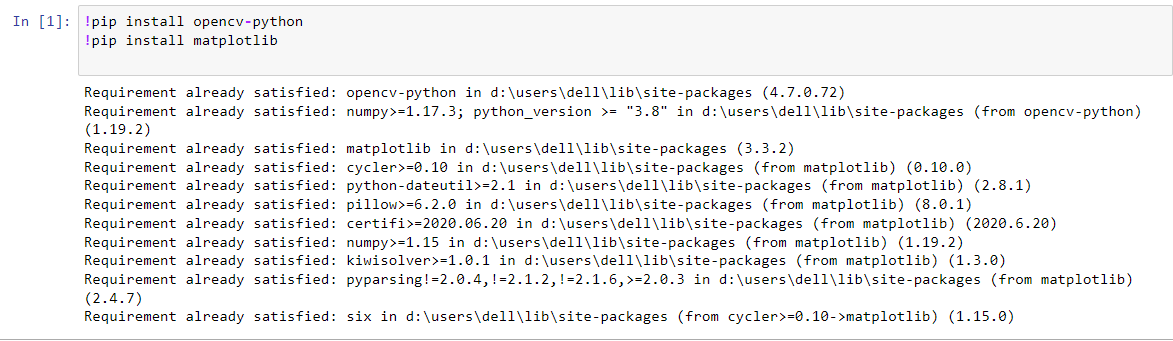 In [1]: !pip install opencv-python
!pip install matplotlib
Requirement already satisfied: opencv-python in d:\users\dell\lib\site-packages (4.7.0.72)
Requirement already satisfied: numpy>=1.17.3; python_version >= "3.8" in d:\users\dell\lib\site-packages (from opencv-python)
(1.19.2)
Requirement already satisfied: matplotlib in d:\users\dell\lib\site-packages (3.3.2)
Requirement already satisfied: cycler>=0.10 in d:\users\dell\lib\site-packages (from matplotlib) (0.10.0)
Requirement already satisfied: python-dateutil>=2.1 in d:\users\dell\lib\site-packages (from matplotlib) (2.8.1)
Requirement already satisfied: pillow>=6.2.0 in d:\users\dell\lib\site-packages (from matplotlib) (8.0.1)
Requirement already satisfied: certifi>=2020.06.20 in d:\users\dell\lib\site-packages (from matplotlib) (2020.6.20)
Requirement already satisfied: numpy>=1.15 in d:\users\dell\lib\site-packages (from matplotlib) (1.19.2)
Requirement already satisfied: kiwisolver>=1.0.1 in d:\users\dell\lib\site-packages (from matplotlib) (1.3.0)
Requirement already satisfied: pyparsing!=2.0.4,!=2.1.2,!=2.1.6,>=2.0.3 in d:\users\dell\lib\site-packages (from matplotlib)
(2.4.7)
Requirement already satisfied: six in d:\users\dell\lib\site-packages (from cycler>=0.10->matplotlib) (1.15.0)